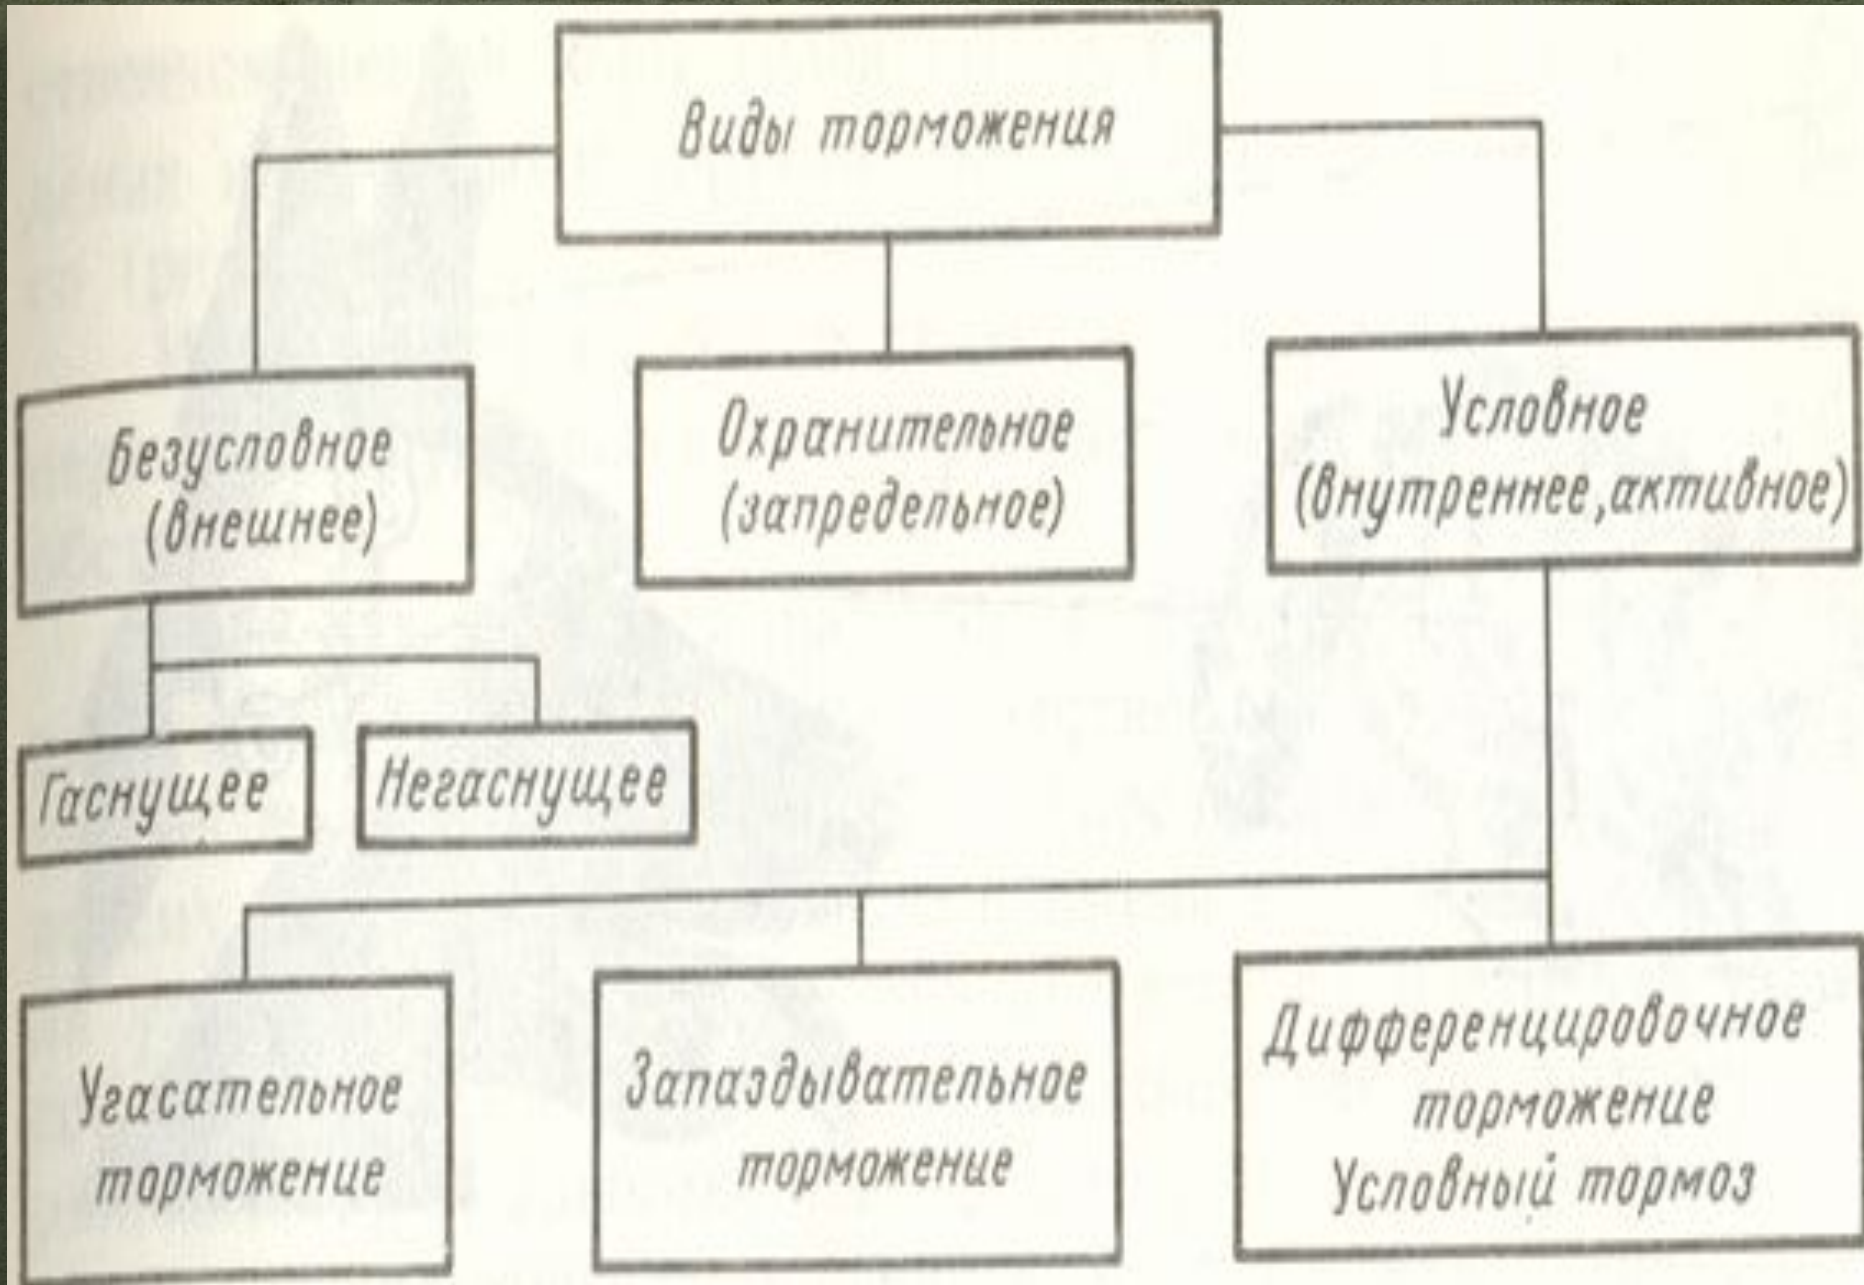 Виды торможения
Безусловное
(внешнее)
Охранительное
(запредельное)
Условное
(внутреннее, активное)
Гаснущее
Негаснущее
Угасательное
торможение
Запаздывательное
торможение
Дифференцировочное
торможение
Условный тормоз